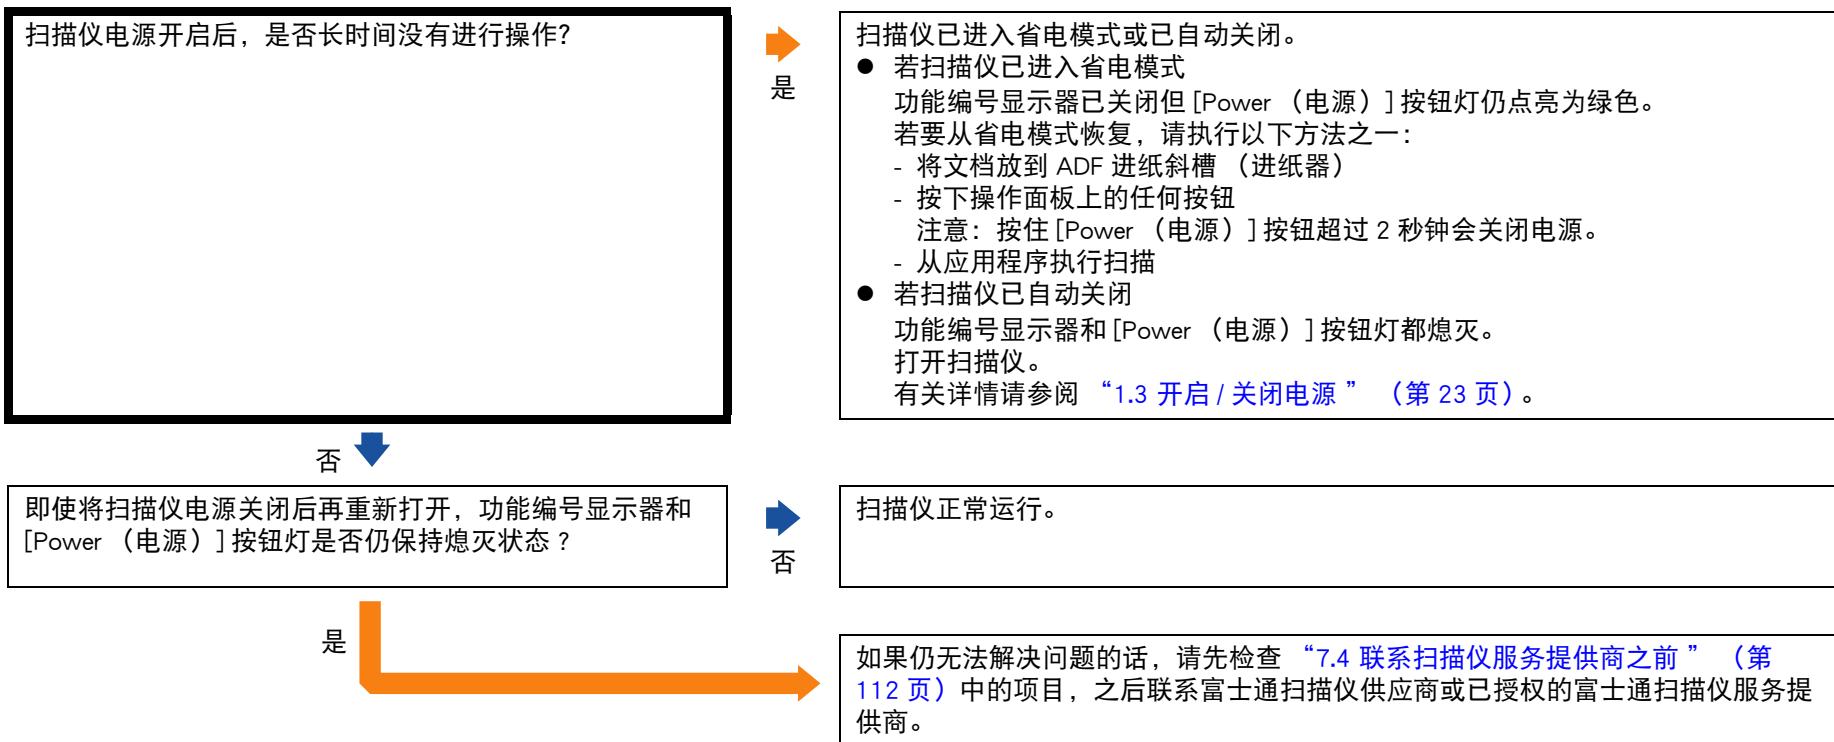 扫描仪电源开启后，是否长时间没有进行操作?
是
扫描仪已进入省电模式或已自动关闭。
● 若扫描仪已进入省电模式
功能编号显示器已关闭但 [Power （电源）] 按钮灯仍点亮为绿色。
若要从省电模式恢复，请执行以下方法之一：
- 将文档放到 ADF 进纸斜槽 （进纸器）
- 按下操作面板上的任何按钮
注意：按住 [Power （电源）] 按钮超过 2 秒钟会关闭电源。
- 从应用程序执行扫描
● 若扫描仪已自动关闭
功能编号显示器和 [Power （电源）] 按钮灯都熄灭。
打开扫描仪。
有关详情请参阅 “1.3 开启 / 关闭电源 ” （第 23 页）。
否
即使将扫描仪电源关闭后再重新打开，功能编号显示器和
[Power （电源）] 按钮灯是否仍保持熄灭状态 ?
否
扫描仪正常运行。
是
如果仍无法解决问题的话，请先检查 “7.4 联系扫描仪服务提供商之前 ” （第
112 页）中的项目，之后联系富士通扫描仪供应商或已授权的富士通扫描仪服务提
供商。